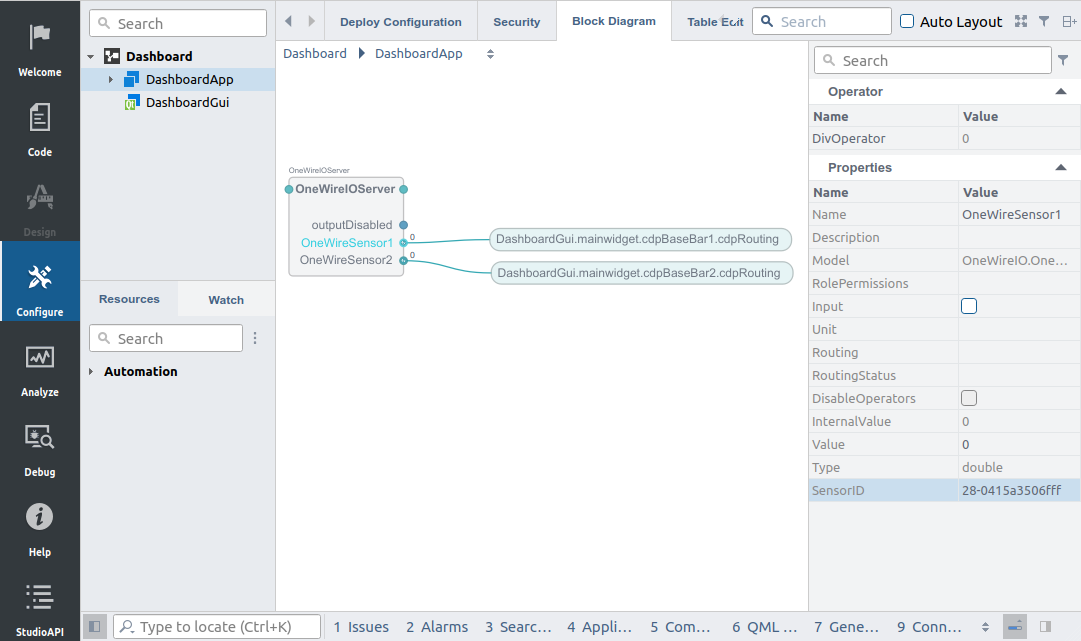 Welcome
Code
Design
Configure
Analyze
Debug
Help
StudioAPI
Search
Dashboard
DashboardApp
DashboardGui
Resources
Watch
Search
Automation
Deploy Configuration
Security
Block Diagram
Table Edit
Search
Auto Layout
Dashboard
DashboardApp
OneWireIOServer
OneWireIOServer
outputDisabled
OneWireSensor1
0
DashboardGui.mainwidget.cdpBaseBar1.cdpRouting
OneWireSensor2
0
DashboardGui.mainwidget.cdpBaseBar2.cdpRouting
Search
Operator
Name Value
DivOperator 0
Properties
Name Value
Name OneWireSensor1
Description
Model OneWireIO.One...
RolePermissions
Input
Unit
Routing
RoutingStatus
DisableOperators
InternalValue 0
Value 0
Type double
SensorID 28-0415a3506fff
Type to locate (Ctrl+K)
1 Issues
2 Alarms
3 Searc...
4 Appli...
5 Com...
6 QML ...
7 Gene...
9 Conn...